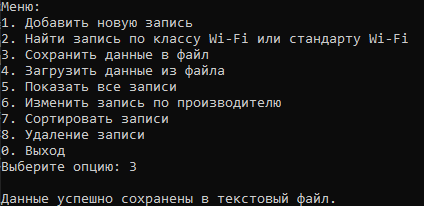 Меню:
1. Добавить новую запись
2. Найти запись по классу Wi-Fi или стандарту Wi-Fi
3. Сохранить данные в файл
4. Загрузить данные из файла
5. Показать все записи
6. Изменить запись по производителю
7. Сортировать записи
8. Удаление записи
0. Выход
Выберите опцию: 3
Данные успешно сохранены в текстовый файл.